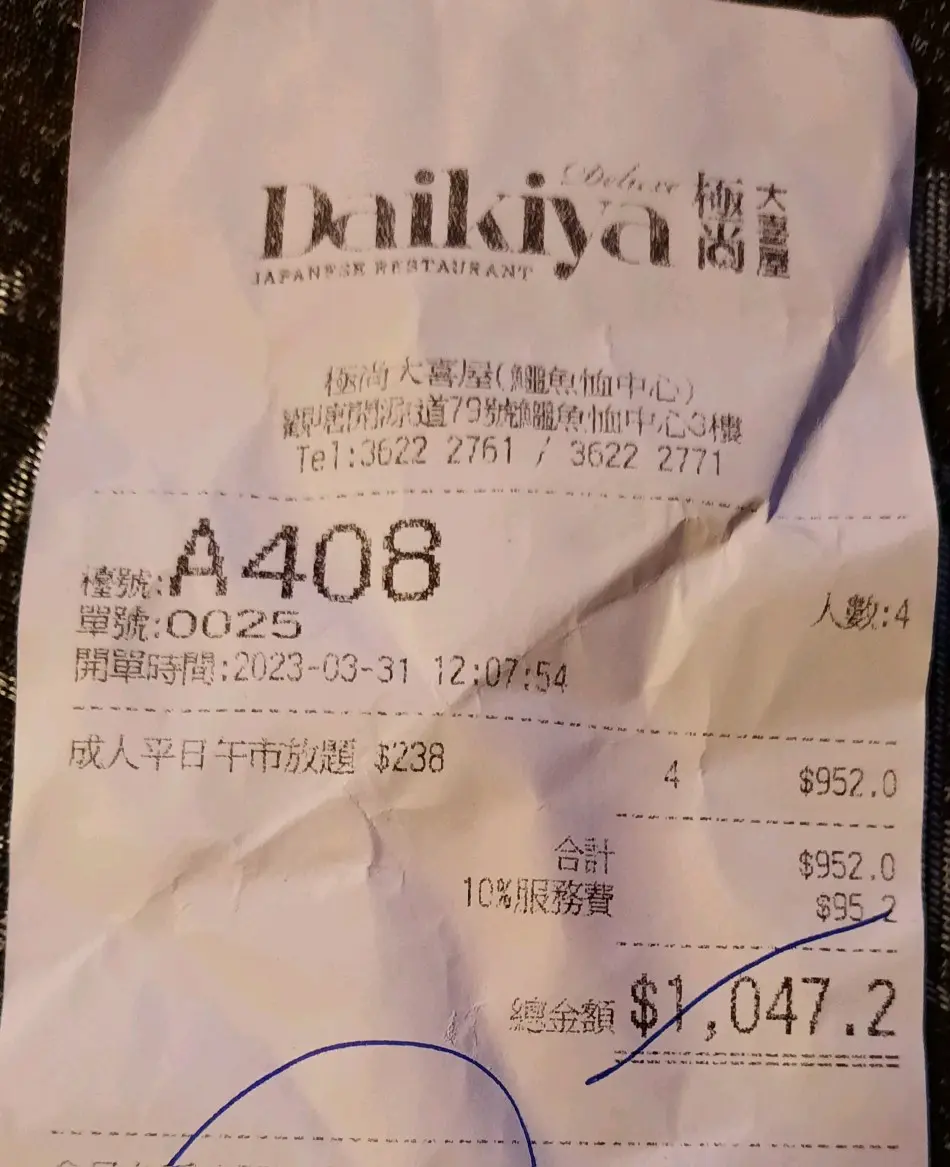 Deluxe
Daikiya 極尚 大喜屋
JAPANESE RESTAURANT
極尚大喜屋(鱷魚恤中心)
觀塘開源道79號鱷魚恤中心3樓
Tel:3622 2761 / 3622 2771
檯號:A408
單號:0025 人數:4
開單時間:2023-03-31 12:07:54
成人平日午市放題 $238 4 $952.0
合計 $952.0
10%服務費 $95.2
總金額 $1,047.2